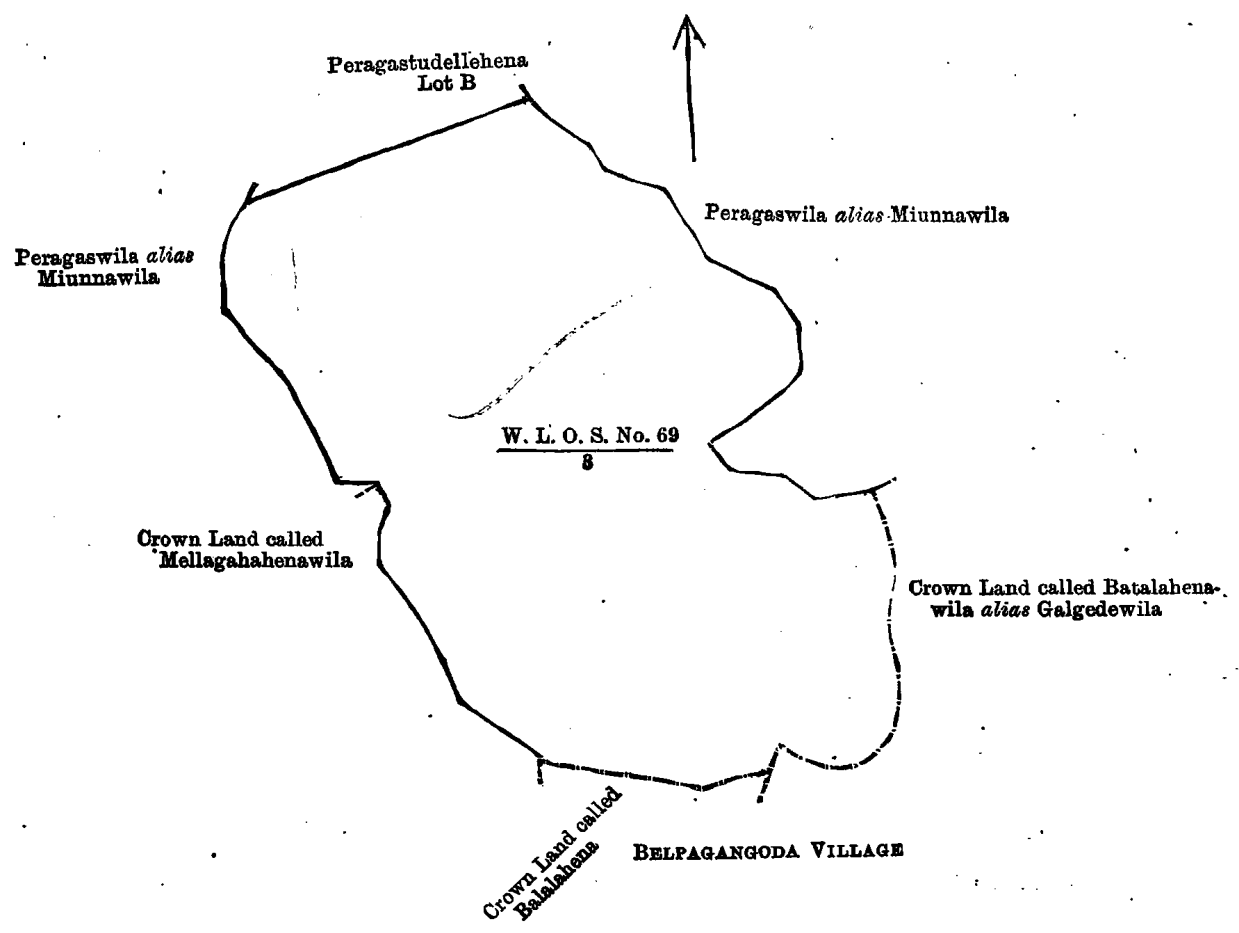 Peragastudellehena
Lot B
Peragaswila alias Miunnawila
Peragaswila alias
Miunnawila
W. L. O. S. No. 69
8
Crown Land called
Mellagahahenawila
Crown Land called Batalahena-
wila alias Galgedewila
Crown Land called
Balalahena
BELPAGANGODA VILLAGE